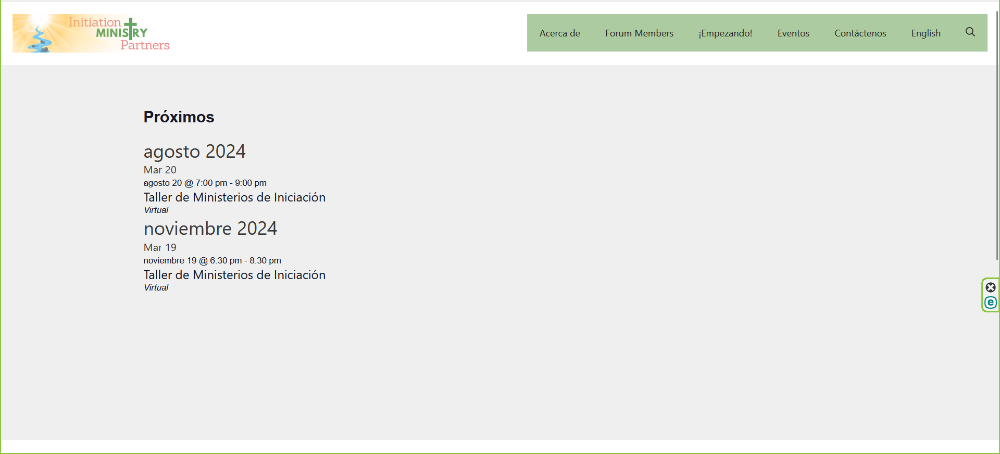 Initiation
MINISTRY
Partners
Acerca de
Forum Members
¡Empezando!
Eventos
Contáctenos
English
Próximos
agosto 2024
Mar 20
agosto 20 @ 7:00 pm - 9:00 pm
Taller de Ministerios de Iniciación
Virtual
noviembre 2024
Mar 19
noviembre 19 @ 6:30 pm - 8:30 pm
Taller de Ministerios de Iniciación
Virtual
e